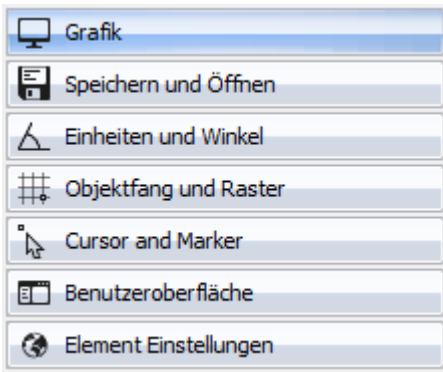 Grafik
Speichern und Öffnen
Einheiten und Winkel
Objektfang und Raster
Cursor and Marker
Benutzeroberfläche
Element Einstellungen